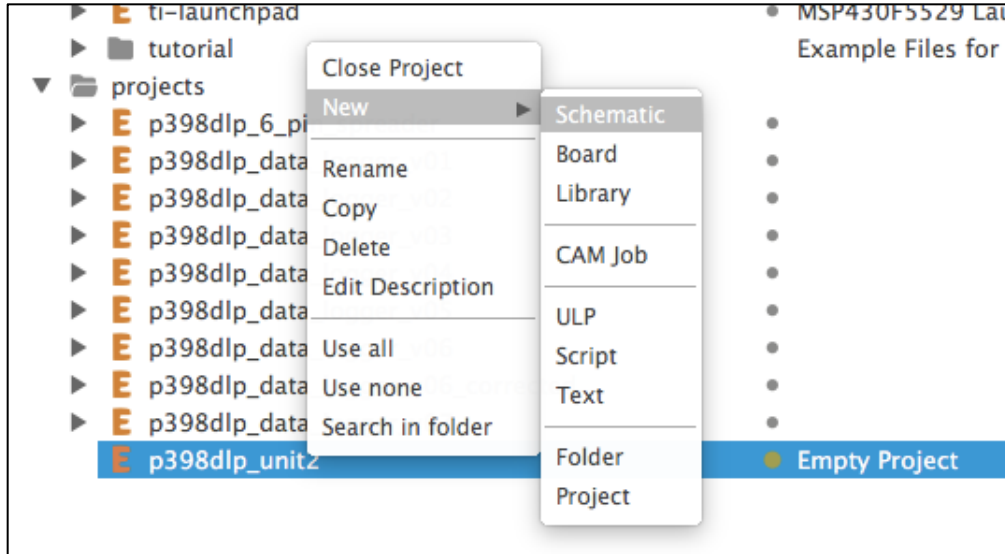 ti-launchpad MSP430F5529 Lau
tutorial Example Files for
projects
p398dlp_6_pi
p398dlp_data
p398dlp_data
p398dlp_data
p398dlp_data
p398dlp_data
p398dlp_data
p398dlp_data
p398dlp_data
p398dlp_unit2 Empty Project
Close Project
New
Rename
Copy
Delete
Edit Description
Use all
Use none
Search in folder
Schematic
Board
Library
CAM Job
ULP
Script
Text
Folder
Project